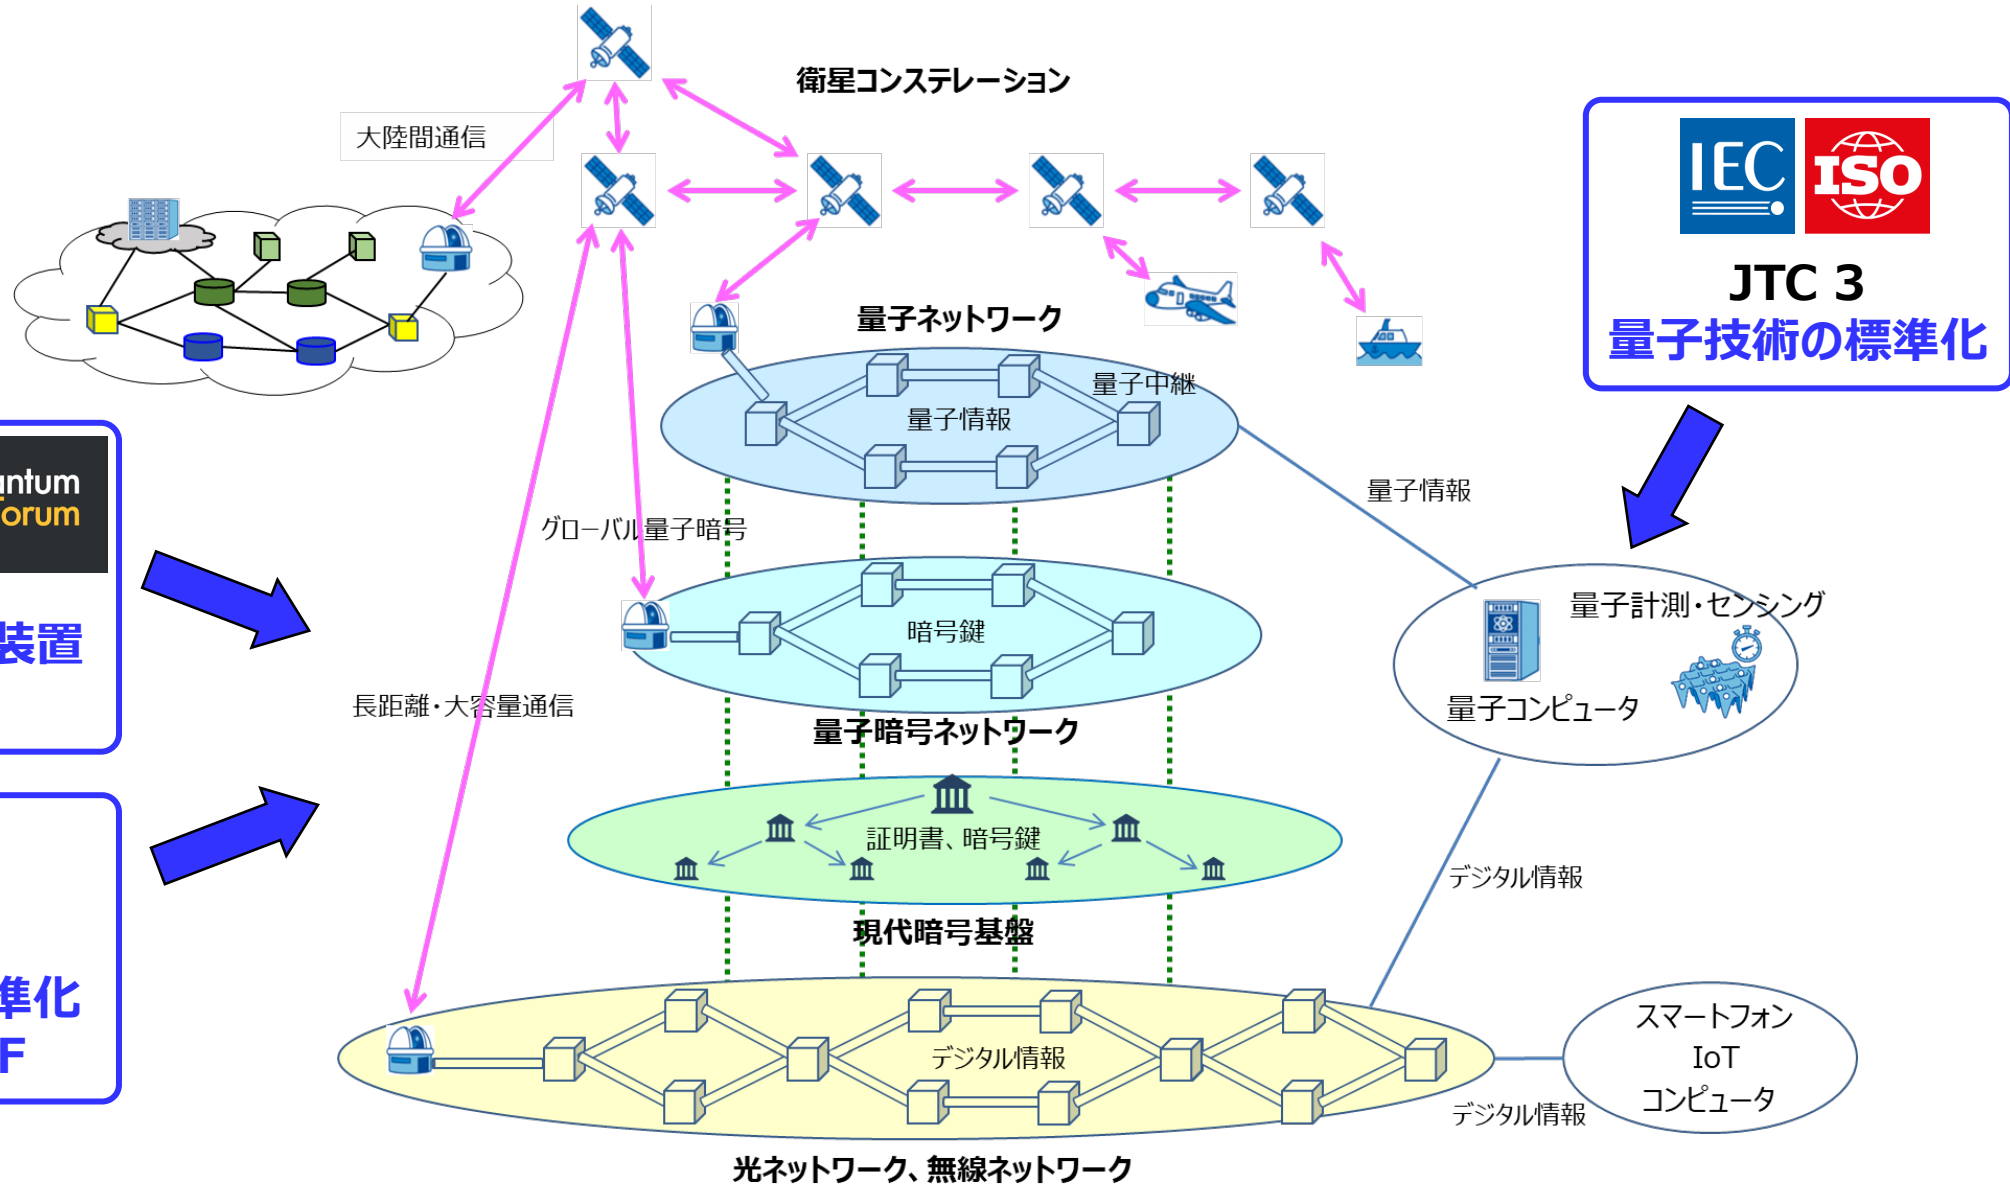 衛星コンステレーション
大陸間通信
IEC ISO
JTC 3
量子技術の標準化
量子ネットワーク
量子中継
量子情報
量子情報
グローバル量子暗号
orum
装置
量子計測・センシング
暗号鍵
量子コンピュータ
長距離・大容量通信
量子暗号ネットワーク
証明書、暗号鍵
デジタル情報
現代暗号基盤
準化
F
スマートフォン
IoT
コンピュータ
デジタル情報
デジタル情報
光ネットワーク、無線ネットワーク